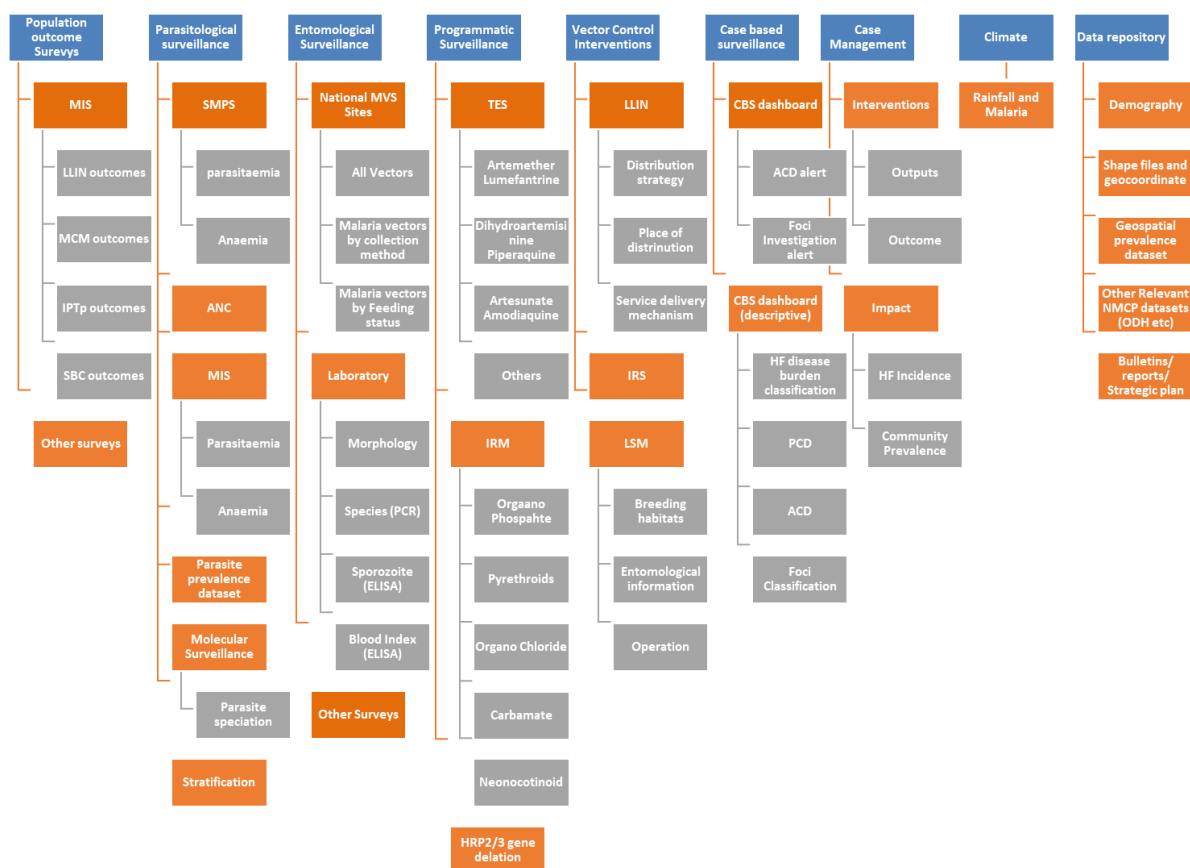 Population
outcome
Surevys
MIS
LLIN outcomes
MCM outcomes
IPTp outcomes
SBC outcomes
Other surveys
Parasitological
surveillance
SMPS
parasitaemia
Anaemia
ANC
MIS
Parasitaemia
Anaemia
Parasite
prevalence
dataset
Molecular
Surveillance
Parasite
speciation
Stratification
Entomological
Surveillance
National MVS
Sites
All Vectors
Malaria vectors
by collection
method
Malaria vectors
by Feeding
status
Laboratory
Morphology
Species (PCR)
Sporozoite
(ELISA)
Blood Index
(ELISA)
Other Surveys
Programmatic
Surveillance
TES
Artemether
Lumefantrine
Dihydroartemisi
nine
Piperaquine
Artesunate
Amodiaquine
Others
IRM
Orgaano
Phospahte
Pyrethroids
Organo Chloride
Carbamate
Neonocotinoid
HRP2/3 gene
delation
Vector Control
Interventions
LLIN
Distribution
strategy
Place of
distrinution
Service delivery
mechanism
IRS
LSM
Breeding
habitats
Entomological
information
Operation
Case based
surveillance
CBS dashboard
ACD alert
Foci
Investigation
alert
CBS dashboard
(descriptive)
HF disease
burden
classification
PCD
ACD
Foci
Classification
Case
Management
Interventions
Outputs
Outcome
Impact
HF Incidence
Community
Prevalence
Climate
Rainfall and
Malaria
Data repository
Demography
Shape files and
geocoordinate
Geospatial
prevalence
dataset
Other Relevant
NMCP datasets
(ODH etc)
Bulletins/
reports/
Strategic plan